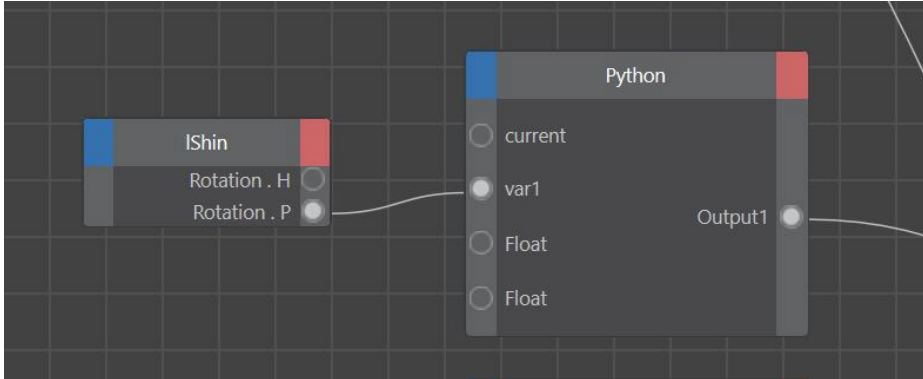 lShin
Rotation . H
Rotation . P
Python
current
var1
Float
Float
Output1